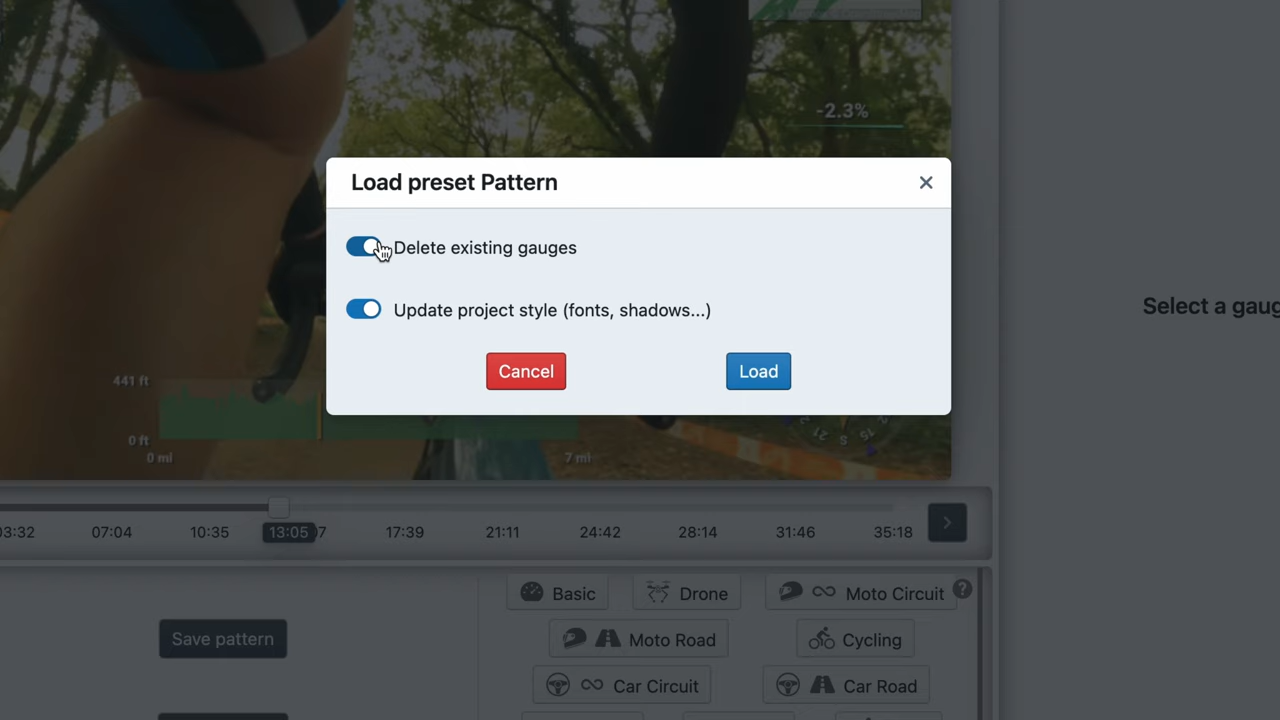 -2.3%
Load preset Pattern
Delete existing gauges
Update project style (fonts, shadows...)
Cancel
Load
Select a gaug
441 ft
0 ft
0 mi
7 mi
21
S
15
03:32
07:04
10:35
13:05
7
17:39
21:11
24:42
28:14
31:46
35:18
Basic
Drone
Moto Circuit
Save pattern
Moto Road
Cycling
Car Circuit
Car Road